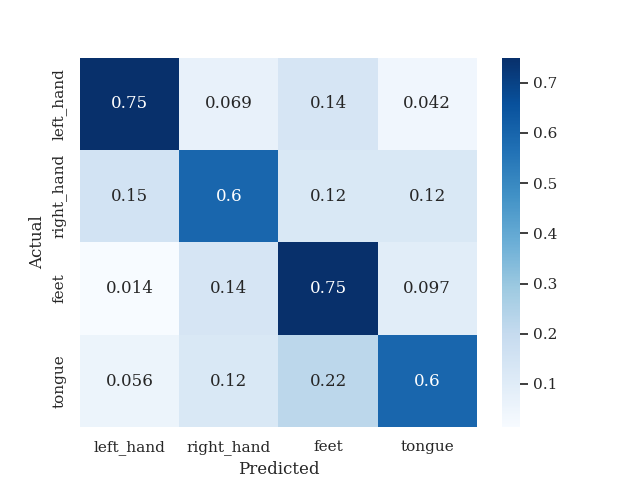 left_hand 0.75 0.069 0.14 0.042
right_hand 0.15 0.6 0.12 0.12
feet 0.014 0.14 0.75 0.097
tongue 0.056 0.12 0.22 0.6
left_hand right_hand feet tongue
Predicted
Actual
0.7
0.6
0.5
0.4
0.3
0.2
0.1